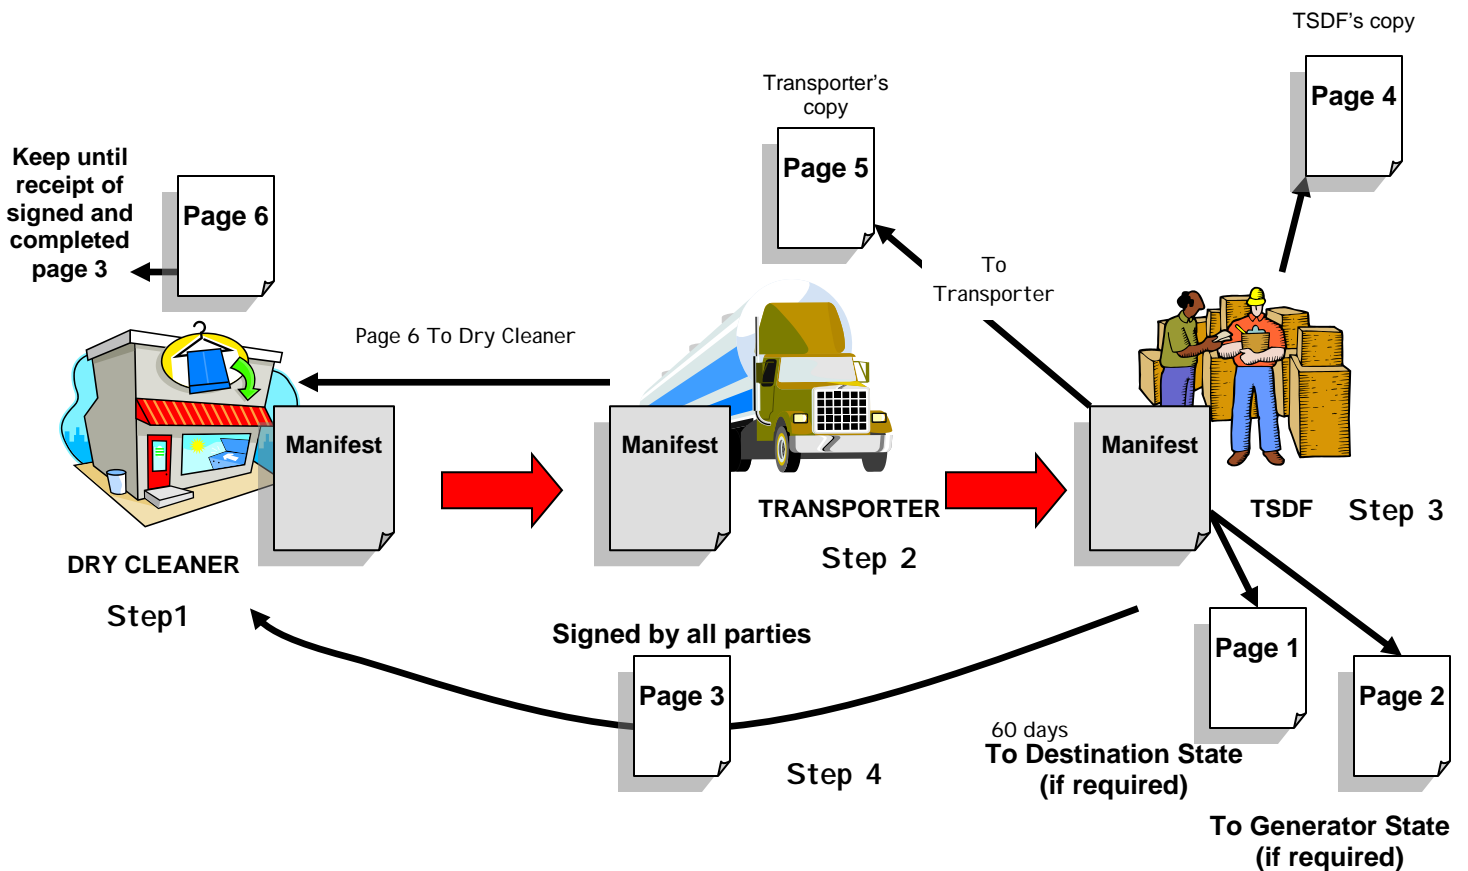 TSDF's copy
Page 4
Transporter's
copy
Page 5
Keep until
receipt of
signed and
completed
page 3
Page 6
To
Transporter
Page 6 To Dry Cleaner
Manifest
Manifest
Manifest
DRY CLEANER
Step1
TRANSPORTER
Step 2
TSDF
Step 3
Signed by all parties
Page 3
Step 4
Page 1
Page 2
60 days
To Destination State
(if required)
To Generator State
(if required)